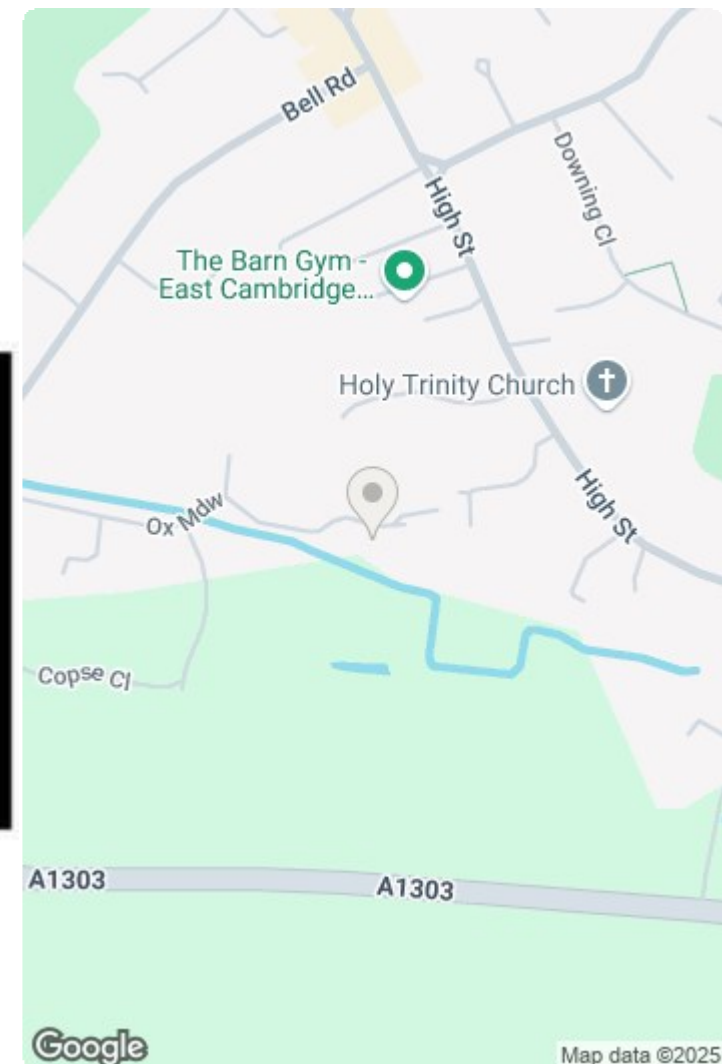 Bell Rd
Downing Cl
High St
The Barn Gym -
East Cambridge...
Holy Trinity Church
High St
Ox Mdw
Copse Cl
A1303
A1303
Google
Map data ©2025